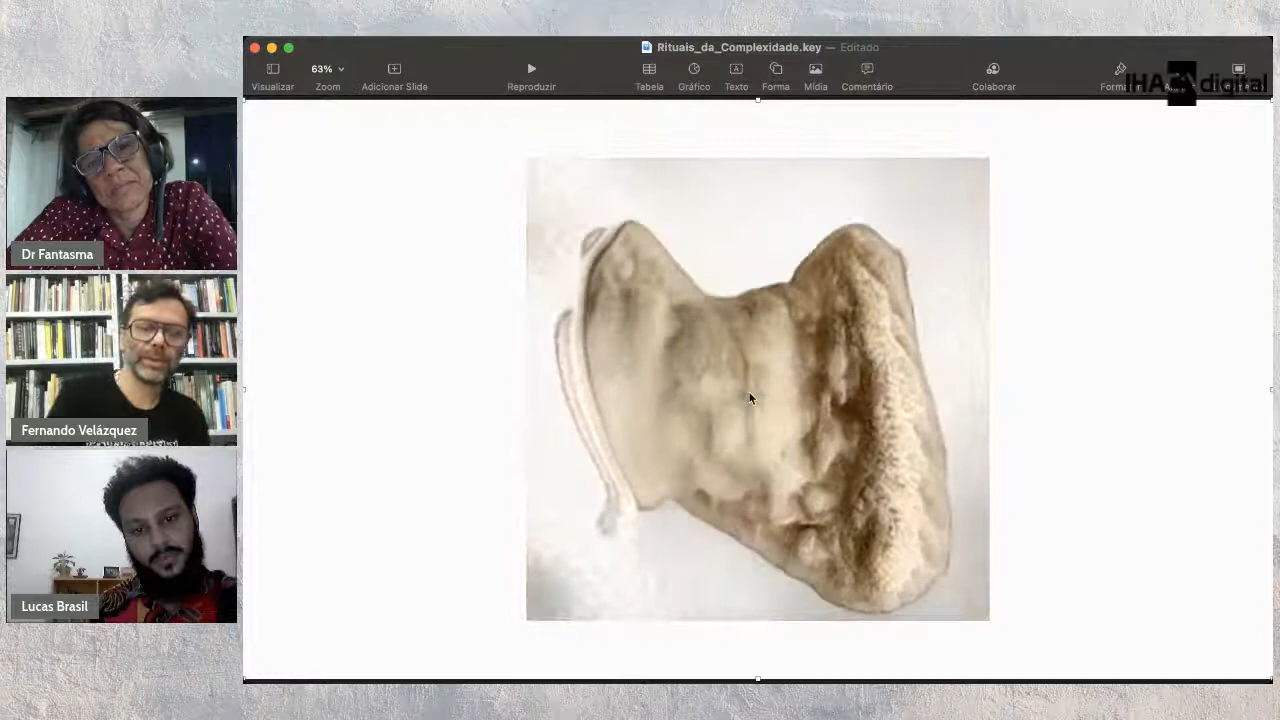 Rituais_da_Complexidade.key — Editado
63%
Visualizar
Zoom
Adicionar Slide
Reproduzir
Tabela
Gráfico
Texto
Forma
Mídia
Comentário
Colaborar
digital
Dr Fantasma
Fernando Velázquez
Lucas Brasil